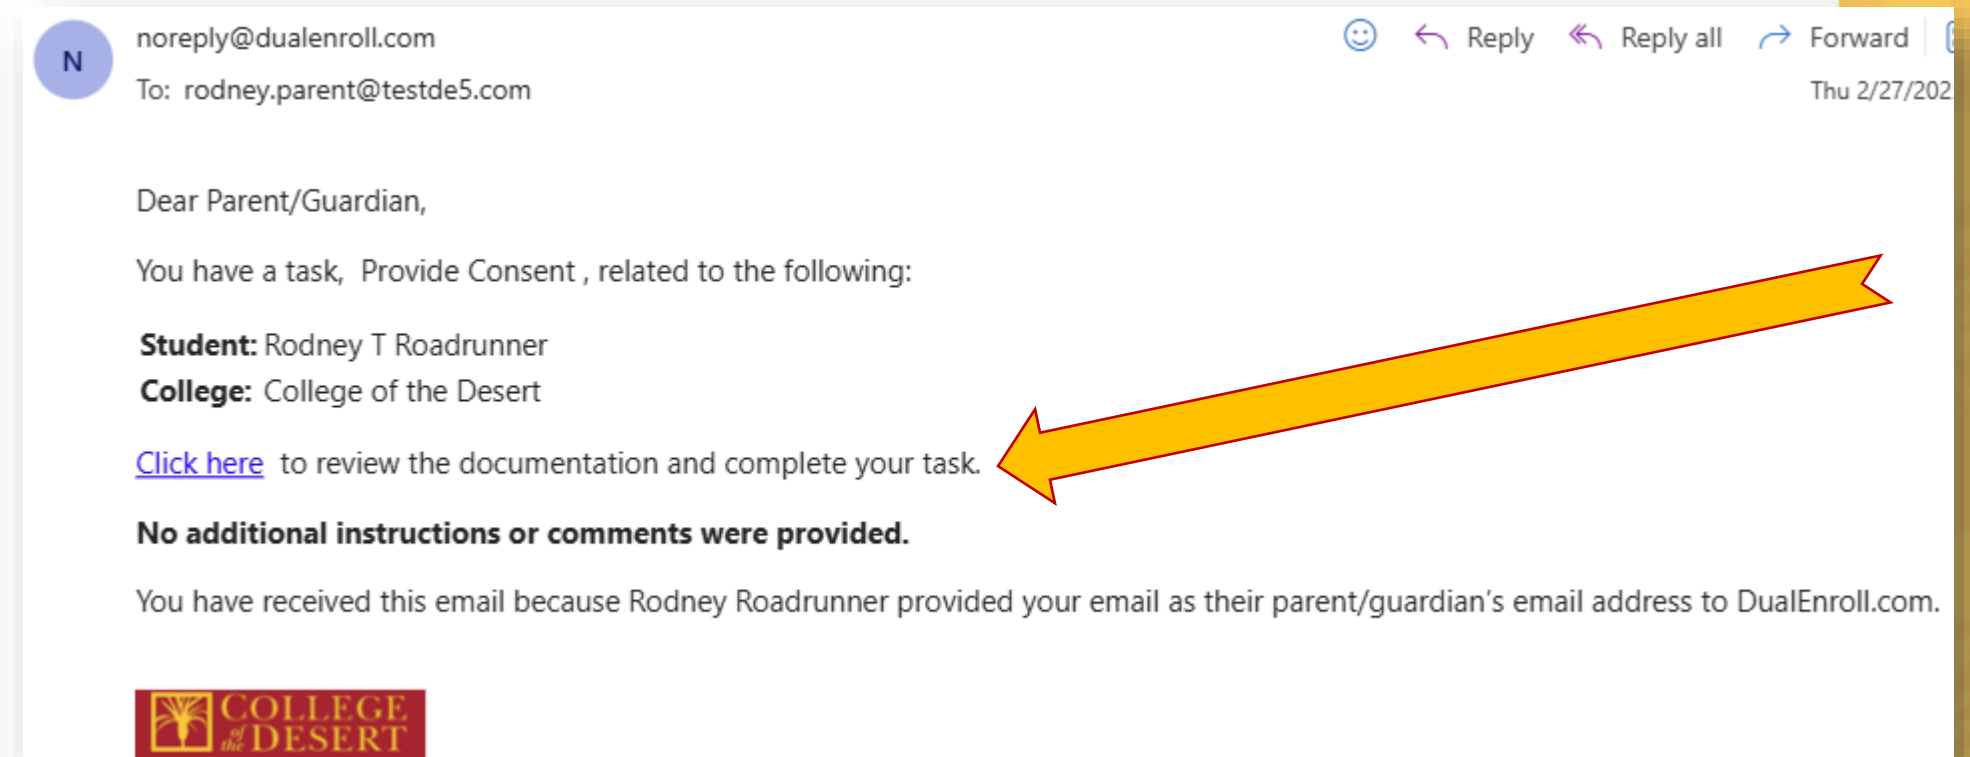 noreply@dualenroll.com
Reply Reply all Forward
N
To: rodney.parent@testde5.com
Thu 2/27/202
Dear Parent/Guardian,
You have a task,  Provide Consent , related to the following:
Student: Rodney T Roadrunner
College: College of the Desert
Click here  to review the documentation and complete your task.
No additional instructions or comments were provided.
You have received this email because Rodney Roadrunner provided your email as their parent/guardian’s email address to DualEnroll.com.
COLLEGE
of the DESERT